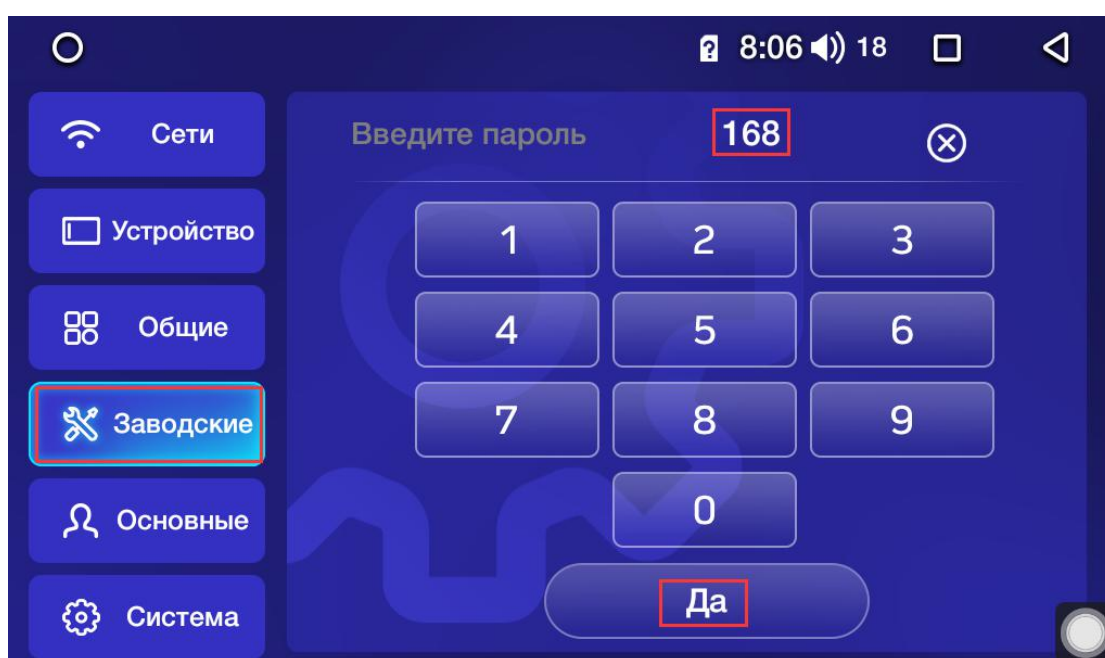 8:06 18
Сети
Устройство
Общие
Заводские
Основные
Система
Введите пароль 168
1 2 3
4 5 6
7 8 9
0
Да